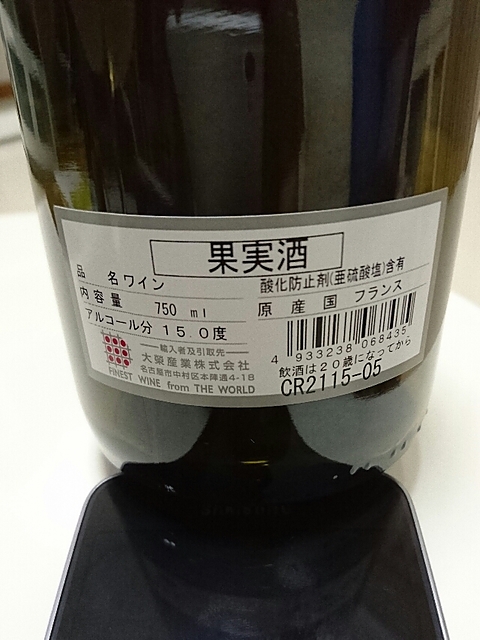 果実酒
品 名 ワイン
酸化防止剤(亜硫酸塩)含有
内容量 750 ml
原産国 フランス
アルコール分 15.0度
輸入者及引取先
大榮産業株式会社
名古屋市中村区本陣通4-18
FINEST WINE from THE WORLD
4 933238 068435
飲酒は20歳になってから
CR2115-05